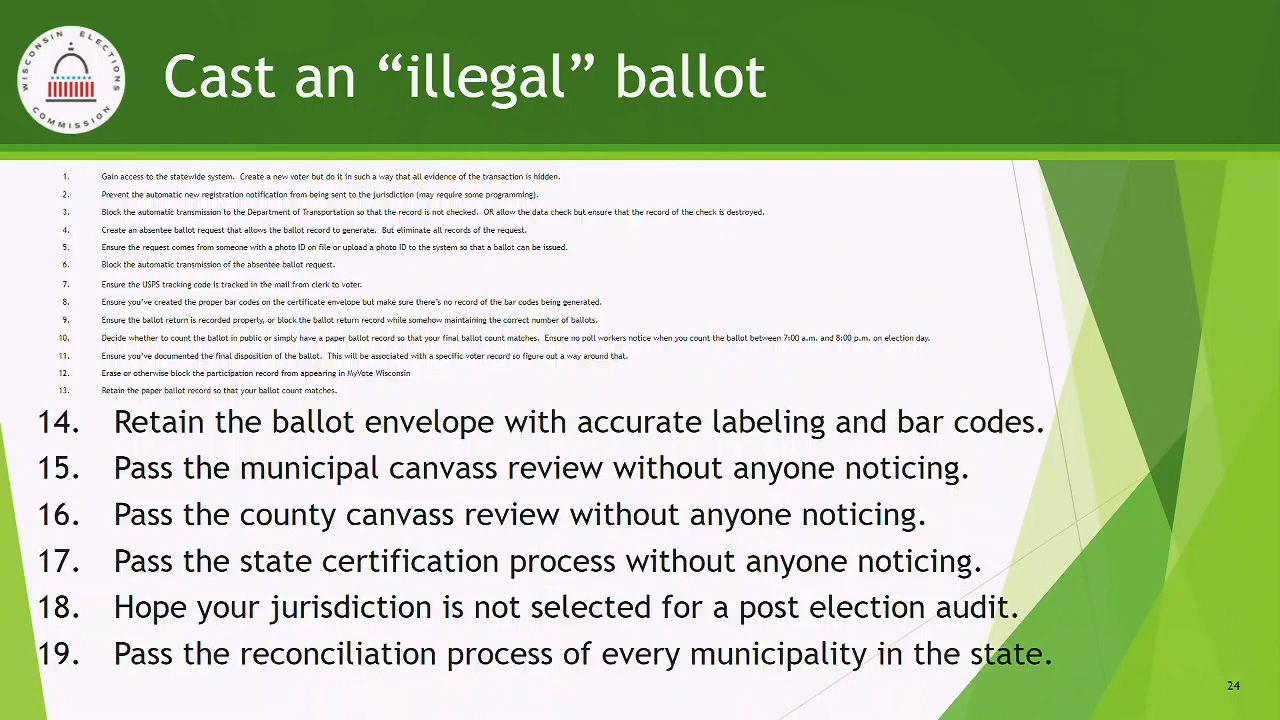 WISCONSIN ELECTIONS COMMISSION
Cast an “illegal” ballot
1. Gain access to the statewide system. Create a new voter but do it in such a way that all evidence of the transaction is hidden.
2. Prevent the automatic new registration notification from being sent to the jurisdiction (may require some programming).
3. Block the automatic transmission to the Department of Transportation so that the record is not checked. OR allow the data check but ensure that the record of the check is destroyed.
4. Create an absentee ballot request that allows the ballot record to generate. But eliminate all records of the request.
5. Ensure the request comes from someone with a photo ID on file or upload a photo ID to the system so that a ballot can be issued.
6. Block the automatic transmission of the absentee ballot request.
7. Ensure the USPS tracking code is tracked in the mail from clerk to voter.
8. Ensure you’ve created the proper bar codes on the certificate envelope but make sure there’s no record of the bar codes being generated.
9. Ensure the ballot return is recorded properly, or block the ballot return record while somehow maintaining the correct number of ballots.
10. Decide whether to count the ballot in public or simply have a paper ballot record so that your final ballot count matches. Ensure no poll workers notice when you count the ballot between 7:00 a.m. and 8:00 p.m. on election day.
11. Ensure you’ve documented the final disposition of the ballot. This will be associated with a specific voter record so figure out a way around that.
12. Erase or otherwise block the participation record from appearing in MyVote Wisconsin
13. Retain the paper ballot record so that your ballot count matches.
14. Retain the ballot envelope with accurate labeling and bar codes.
15. Pass the municipal canvass review without anyone noticing.
16. Pass the county canvass review without anyone noticing.
17. Pass the state certification process without anyone noticing.
18. Hope your jurisdiction is not selected for a post election audit.
19. Pass the reconciliation process of every municipality in the state.
24